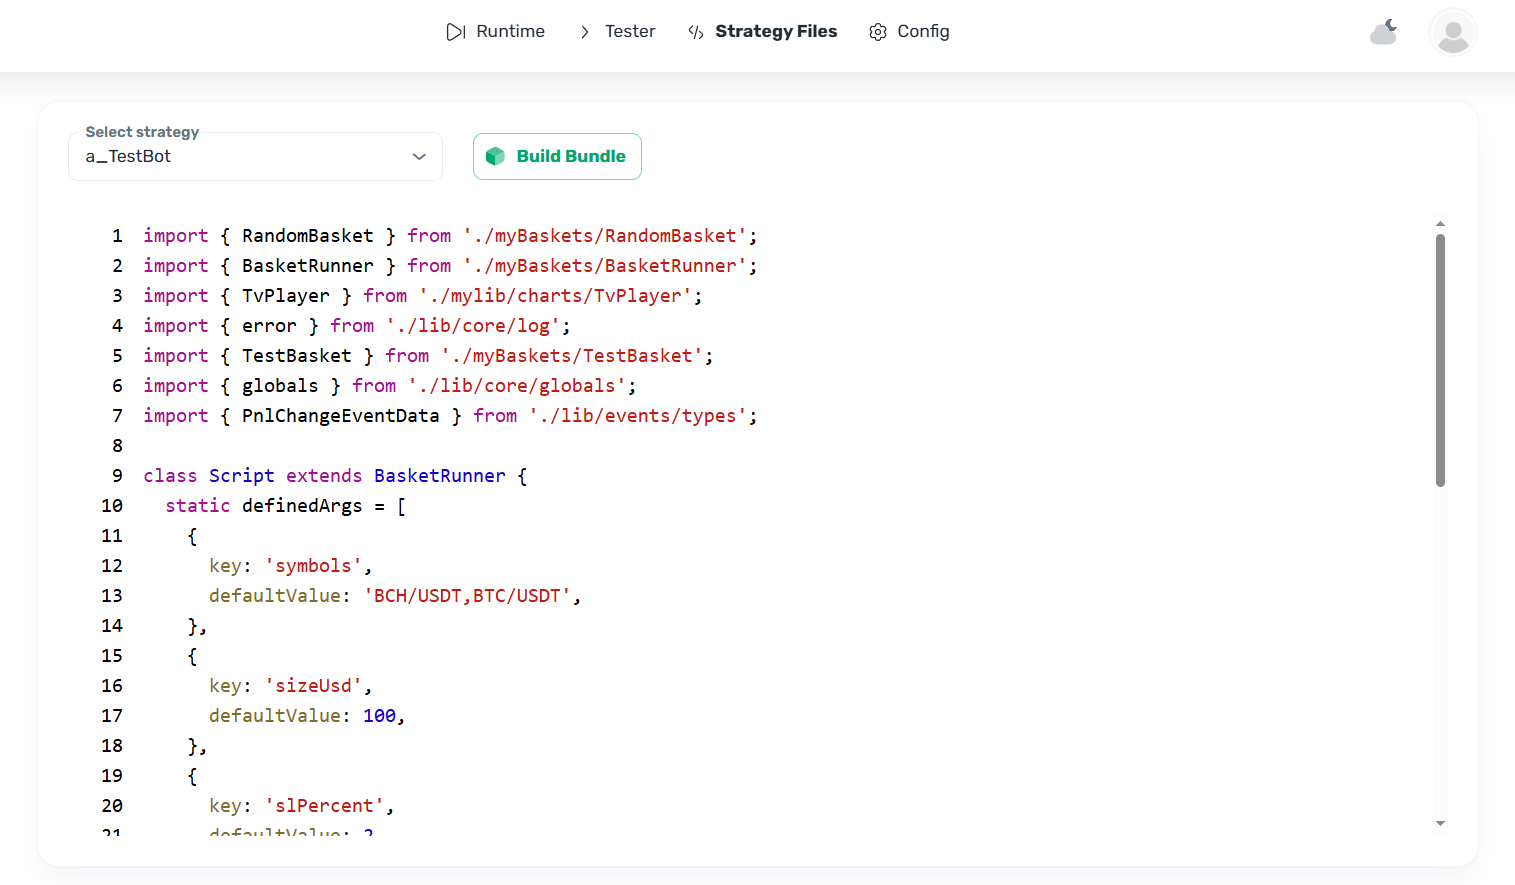 Runtime
Tester
Strategy Files
Config
Select strategy
a_TestBot
Build Bundle
1 import { RandomBasket } from './myBaskets/RandomBasket';
2 import { BasketRunner } from './myBaskets/BasketRunner';
3 import { TvPlayer } from './mylib/charts/TvPlayer';
4 import { error } from './lib/core/log';
5 import { TestBasket } from './myBaskets/TestBasket';
6 import { globals } from './lib/core/globals';
7 import { PnlChangeEventData } from './lib/events/types';
8
9 class Script extends BasketRunner {
10   static definedArgs = [
11     {
12       key: 'symbols',
13       defaultValue: 'BCH/USDT,BTC/USDT',
14     },
15     {
16       key: 'sizeUsd',
17       defaultValue: 100,
18     },
19     {
20       key: 'slPercent',
21       defaultValue: 2